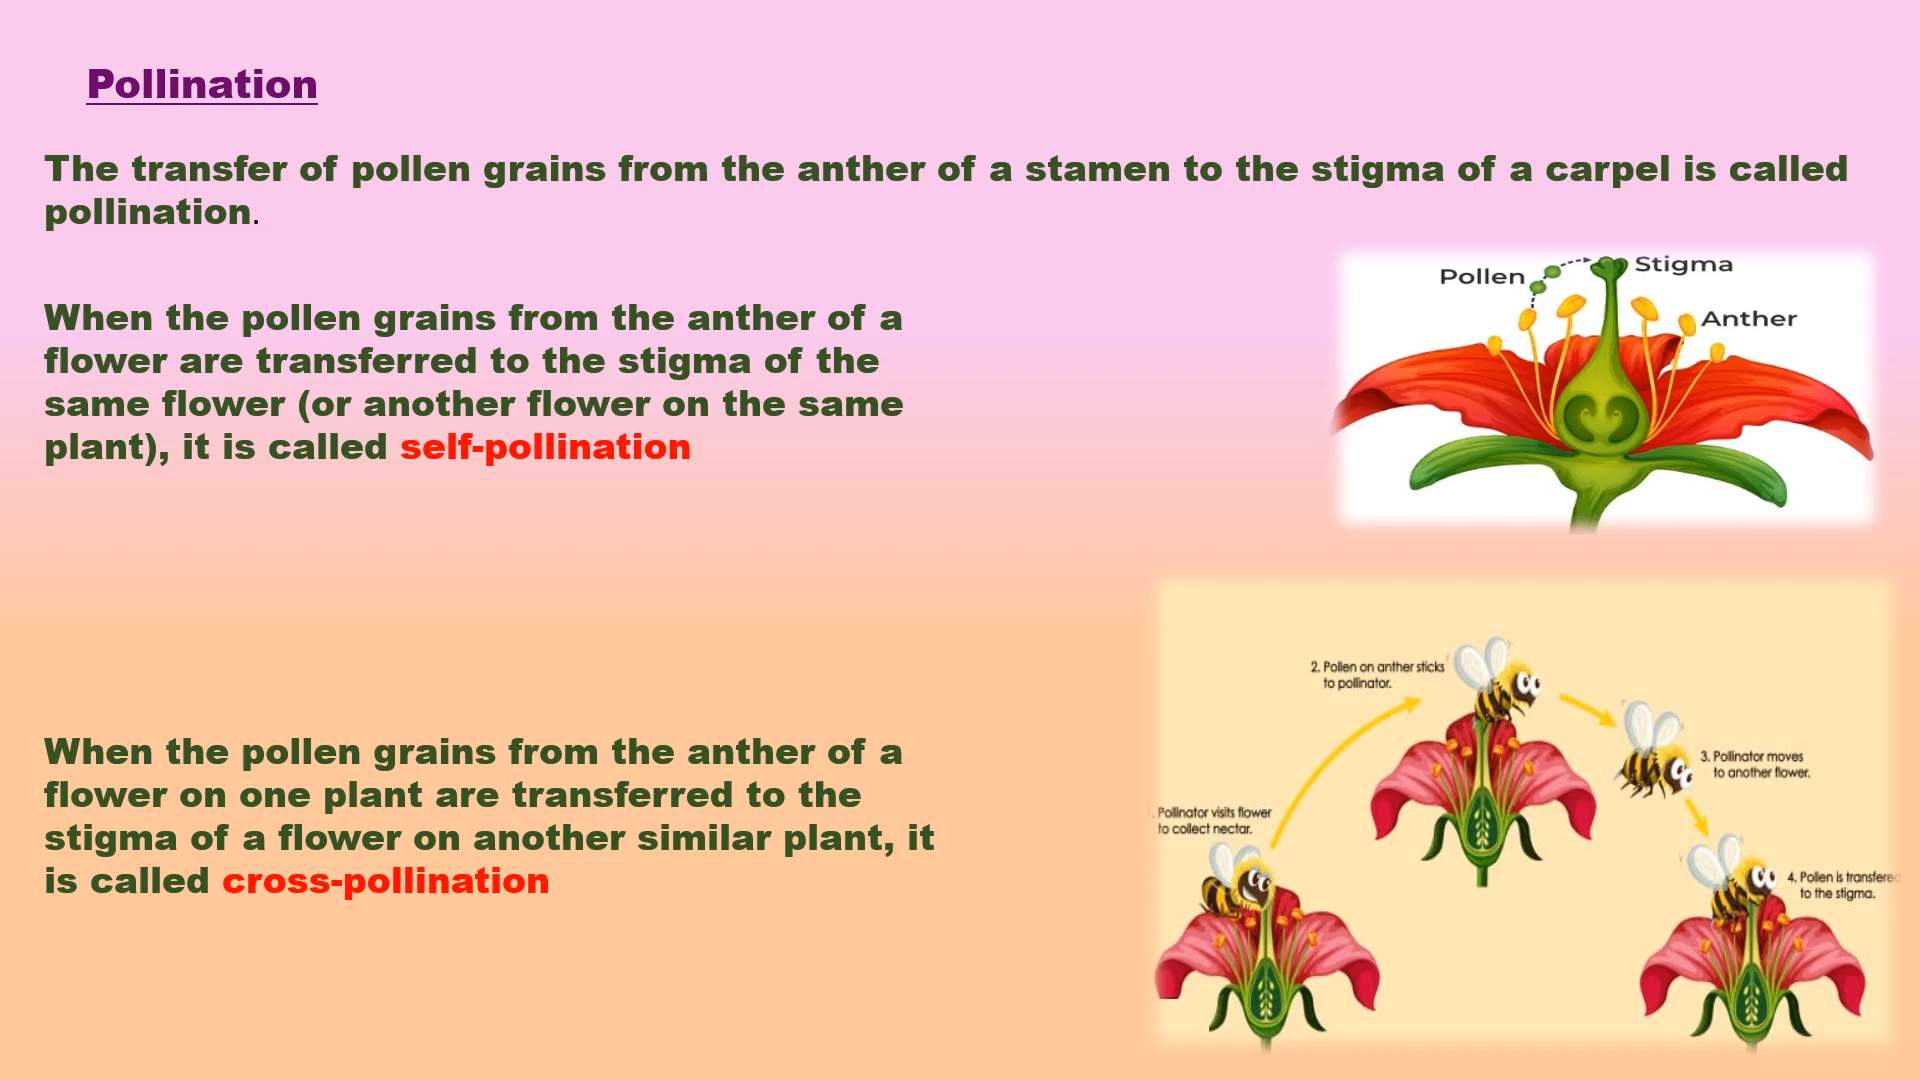 Pollination
The transfer of pollen grains from the anther of a stamen to the stigma of a carpel is called
pollination.
When the pollen grains from the anther of a
flower are transferred to the stigma of the
same flower (or another flower on the same
plant), it is called self-pollination
Pollen
Stigma
Anther
When the pollen grains from the anther of a
flower on one plant are transferred to the
stigma of a flower on another similar plant, it
is called cross-pollination
. Pollinator visits flower
to collect nectar.
2. Pollen on anther sticks
to pollinator.
3. Pollinator moves
to another flower.
4. Pollen is transfered
to the stigma.